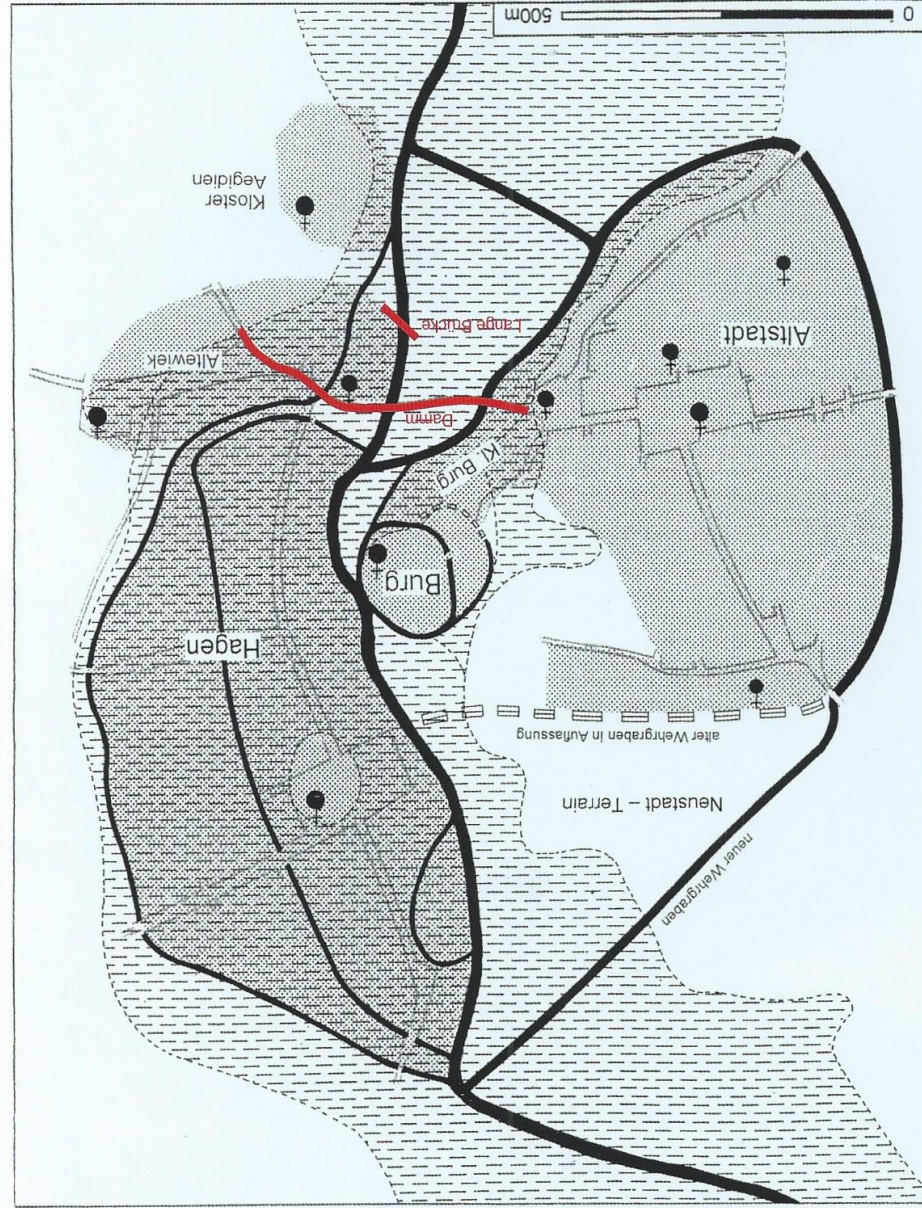 neuer Wehrgraben
Neustadt – Terrain
alter Wehrgraben in Auflassung
Hagen
Burg
Kl. Burg
Damm
Altewiek
Altstadt
Lange Brücke
Kloster
Aegidien
0 500m